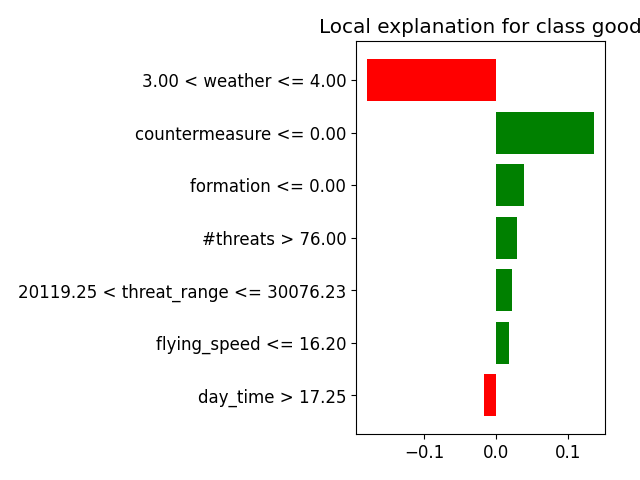 Local explanation for class good
3.00 < weather <= 4.00
countermeasure <= 0.00
formation <= 0.00
#threats > 76.00
20119.25 < threat_range <= 30076.23
flying_speed <= 16.20
day_time > 17.25
−0.1 0.0 0.1